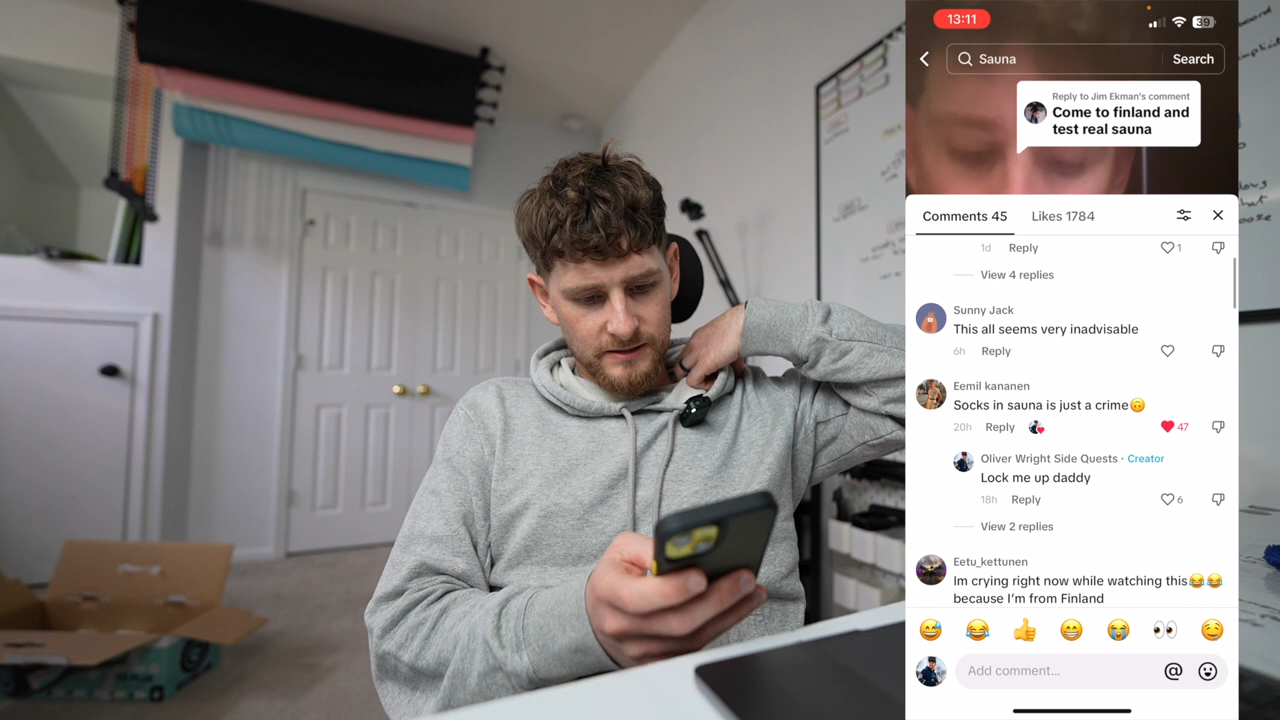 13:11
39
Sauna
Search
Reply to Jim Ekman's comment
Come to finland and
test real sauna
Comments 45
Likes 1784
1d Reply 1
View 4 replies
Sunny Jack
This all seems very inadvisable
6h Reply
Eemil kananen
Socks in sauna is just a crime🙃
20h Reply 47
Oliver Wright Side Quests · Creator
Lock me up daddy
18h Reply 6
View 2 replies
Eetu_kettunen
Im crying right now while watching this😂😂
because I'm from Finland
😅 😂 👍 😁 😭 👀 😌
Add comment...
@